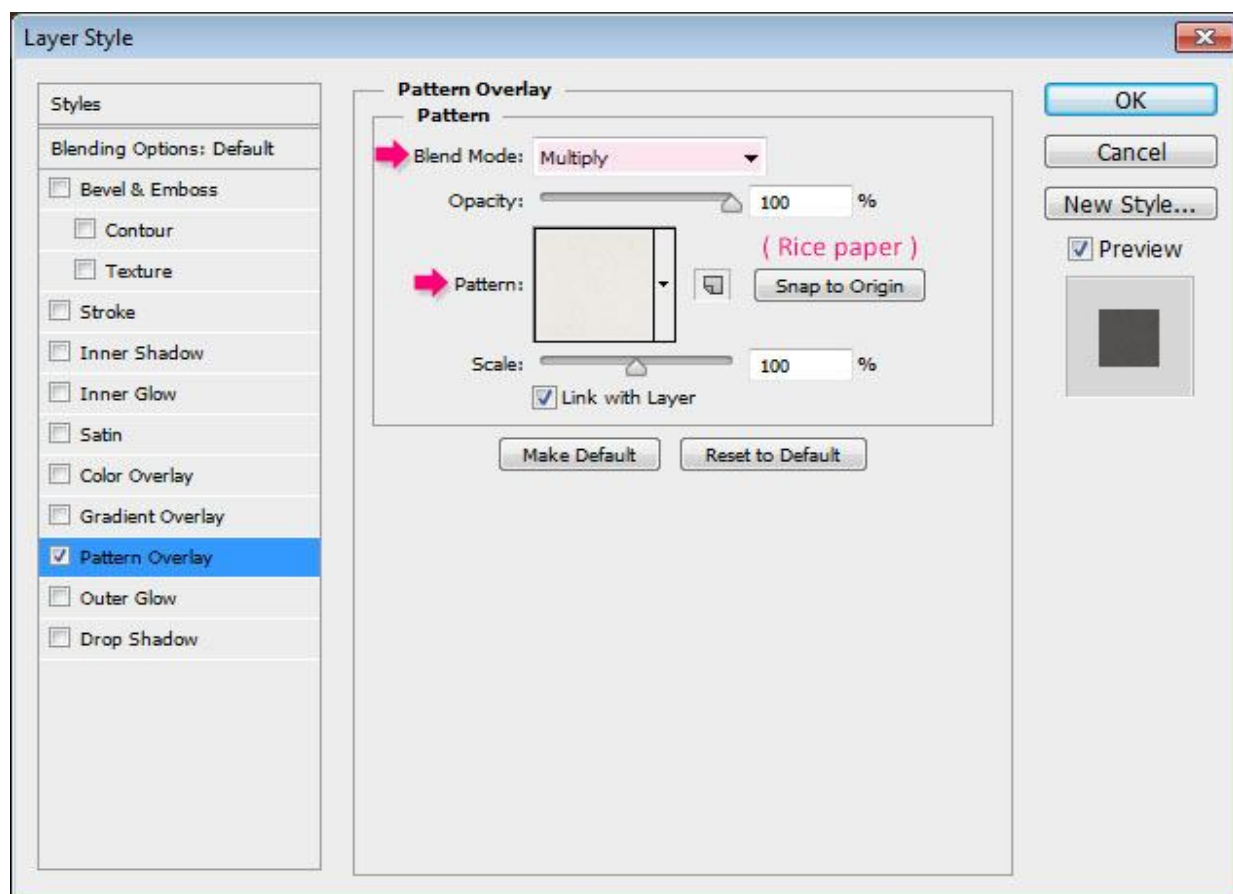 Layer Style
Styles
Blending Options: Default
Bevel & Emboss
Contour
Texture
Stroke
Inner Shadow
Inner Glow
Satin
Color Overlay
Gradient Overlay
Pattern Overlay
Outer Glow
Drop Shadow
Pattern Overlay
Pattern
Blend Mode: Multiply
Opacity: 100 %
( Rice paper )
Pattern: Snap to Origin
Scale: 100 %
Link with Layer
Make Default Reset to Default
OK
Cancel
New Style...
Preview